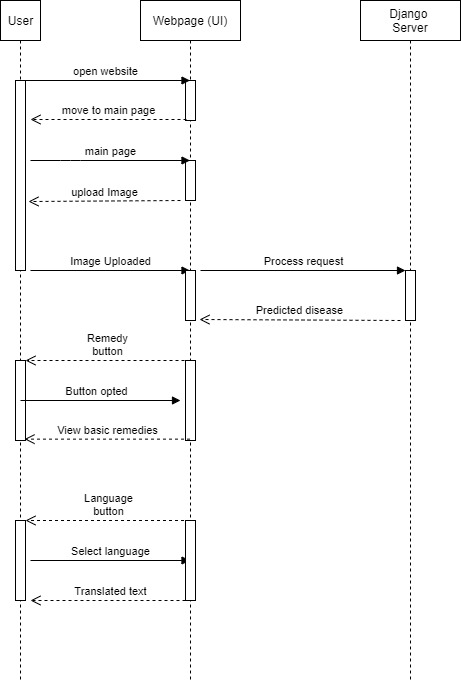 User
Webpage (UI)
Django
Server
open website
move to main page
main page
upload Image
Image Uploaded
Process request
Predicted disease
Remedy
button
Button opted
View basic remedies
Language
button
Select language
Translated text